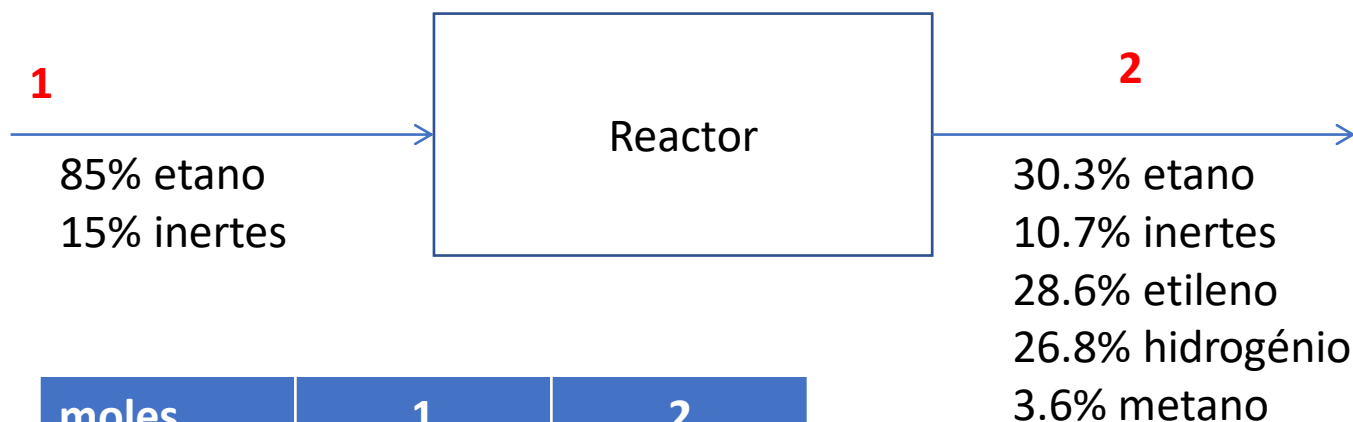 1
2
Reactor
85% etano
15% inertes
30.3% etano
10.7% inertes
28.6% etileno
26.8% hidrogénio
3.6% metano
moles 1 2